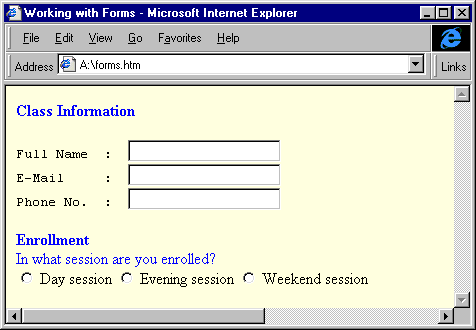 Working with Forms - Microsoft Internet Explorer
File Edit View Go Favorites Help
Address A:\forms.htm Links
Class Information
Full Name :
E-Mail :
Phone No. :
Enrollment
In what session are you enrolled?
Day session Evening session Weekend session